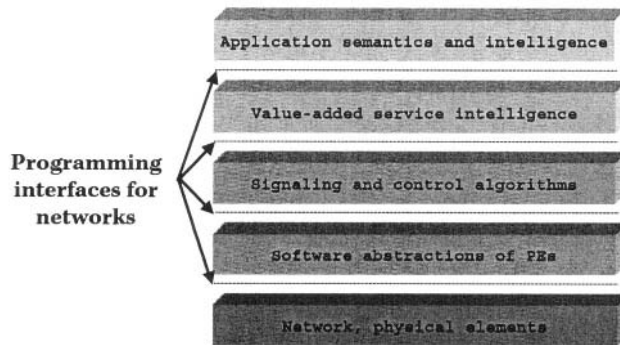 Application semantics and intelligence
Value-added service intelligence
Programming
interfaces for
networks
Signaling and control algorithms
Software abstractions of PEs
Network, physical elements